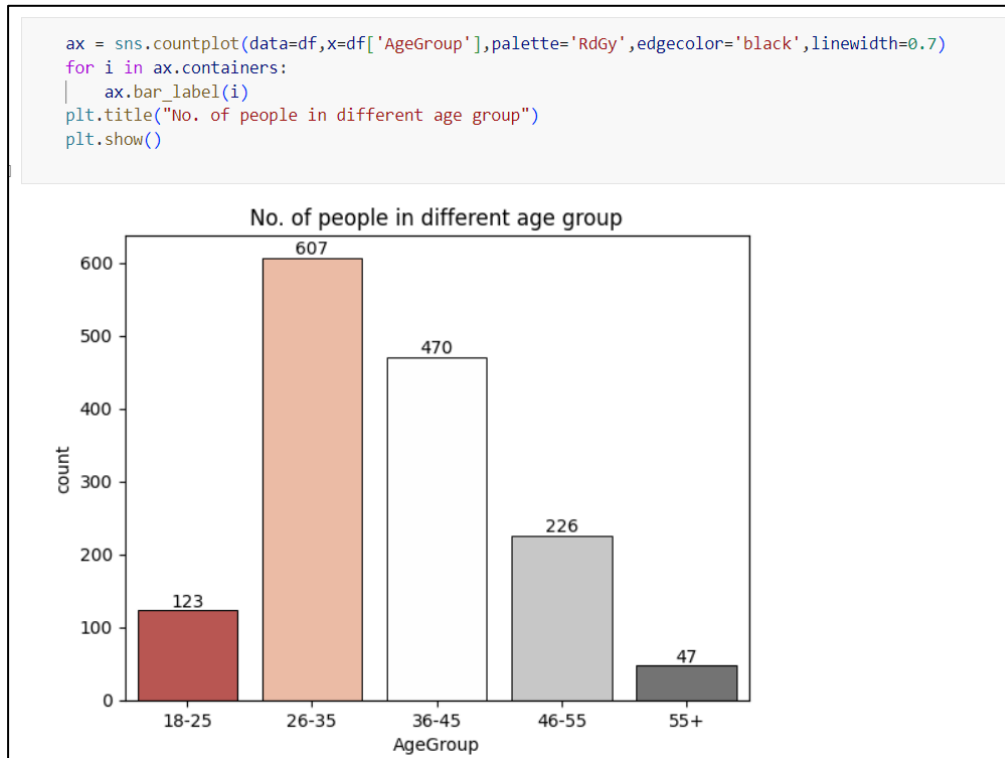 ax = sns.countplot(data=df,x=df['AgeGroup'],palette='RdGy',edgecolor='black',linewidth=0.7)
for i in ax.containers:
    ax.bar_label(i)
plt.title("No. of people in different age group")
plt.show()
No. of people in different age group
607
600
500
470
400
300
count
226
200
123
100
47
0
18-25 26-35 36-45 46-55 55+
AgeGroup